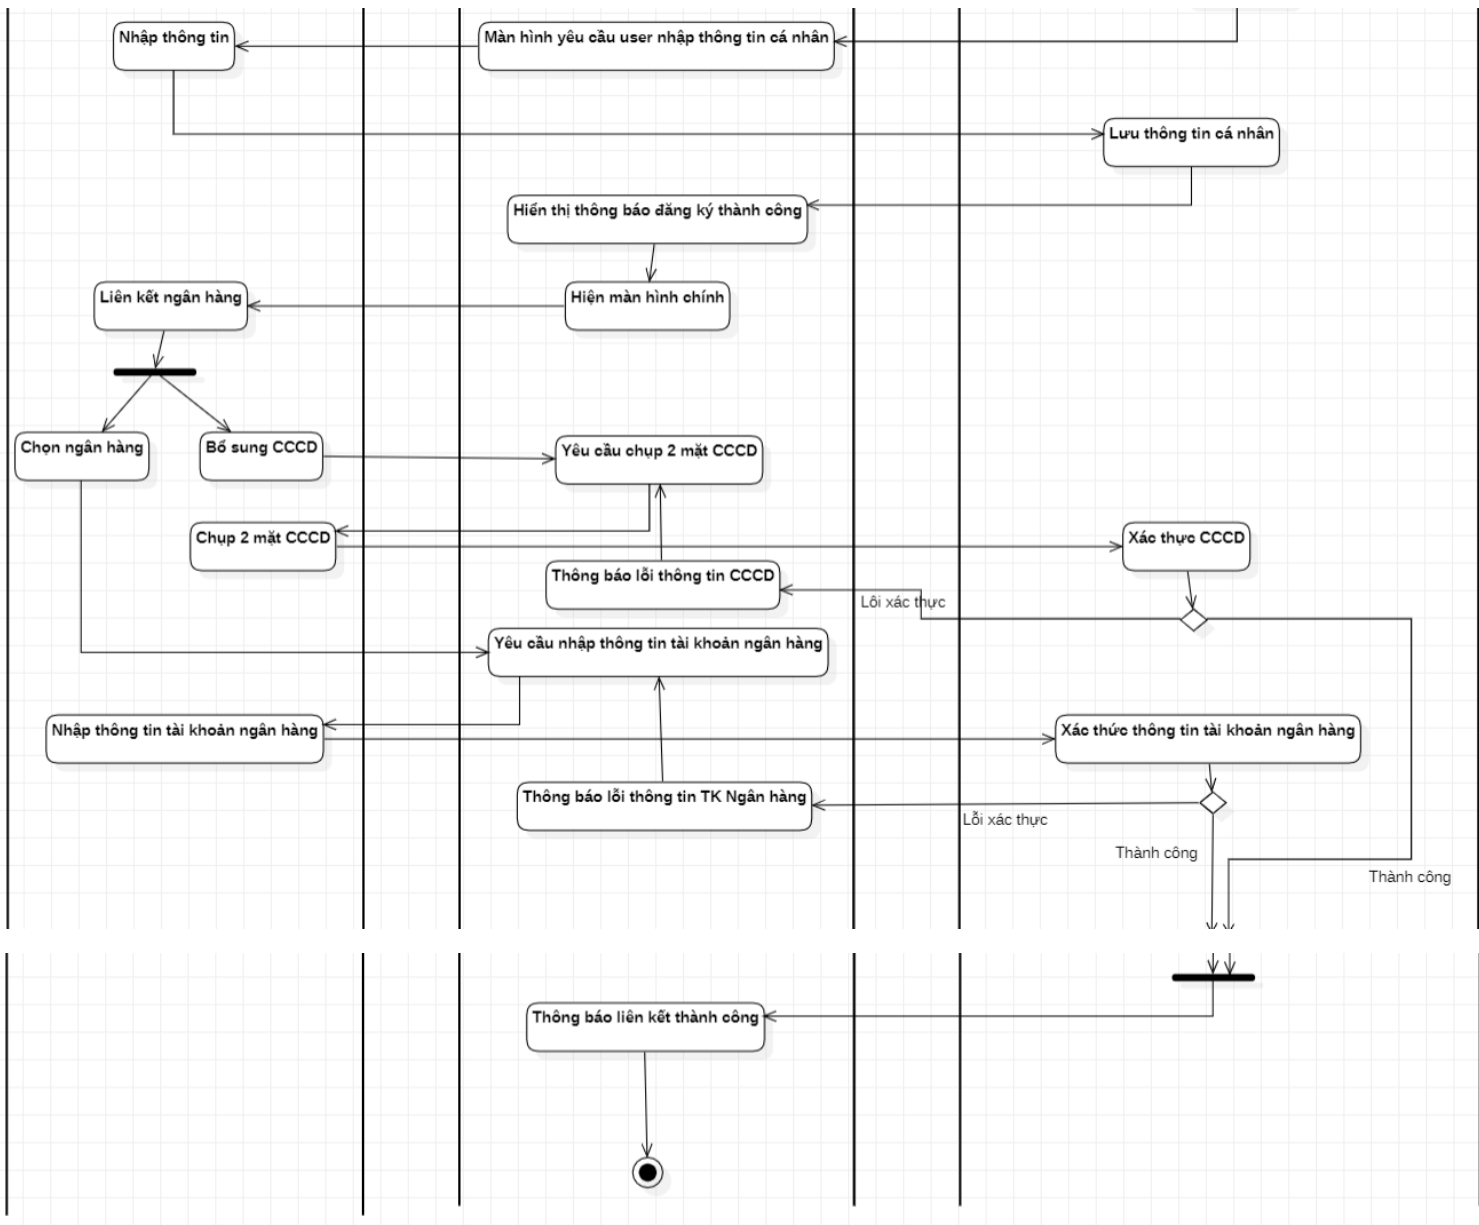 Nhập thông tin
Màn hình yêu cầu user nhập thông tin cá nhân
Lưu thông tin cá nhân
Hiển thị thông báo đăng ký thành công
Liên kết ngân hàng
Hiện màn hình chính
Chọn ngân hàng
Bổ sung CCCD
Yêu cầu chụp 2 mặt CCCD
Chụp 2 mặt CCCD
Xác thực CCCD
Thông báo lỗi thông tin CCCD
Lôi xác thực
Yêu cầu nhập thông tin tài khoản ngân hàng
Nhập thông tin tài khoản ngân hàng
Xác thức thông tin tài khoản ngân hàng
Thông báo lỗi thông tin TK Ngân hàng
Lỗi xác thực
Thành công
Thành công
Thông báo liên kết thành công